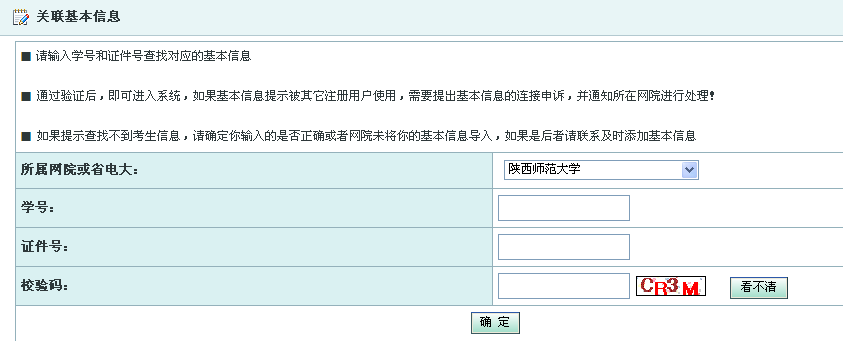 关联基本信息
■ 请输入学号和证件号查找对应的基本信息
■ 通过验证后，即可进入系统，如果基本信息提示被其它注册用户使用，需要提出基本信息的连接申诉，并通知所在网院进行处理！
■ 如果提示查找不到考生信息，请确定你输入的是否正确或者网院未将你的基本信息导入，如果是后者请联系及时添加基本信息
所属网院或省电大： 陕西师范大学
学号：
证件号：
校验码： CR3M 看不清
确 定